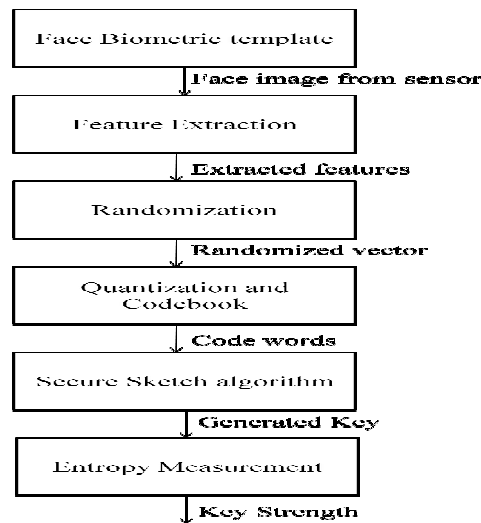 Face Biometric template
Face image from sensor
Feature Extraction
Extracted features
Randomization
Randomized vector
Quantization and
Codebook
Code words
Secure Sketch algorithm
Generated Key
Entropy Measurement
Key Strength